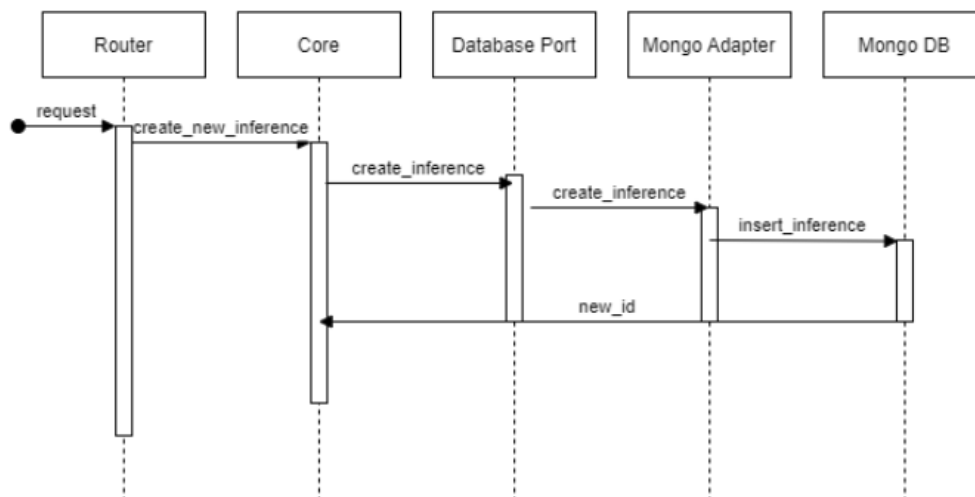 Router
Core
Database Port
Mongo Adapter
Mongo DB
request
create_new_inference
create_inference
create_inference
insert_inference
new_id